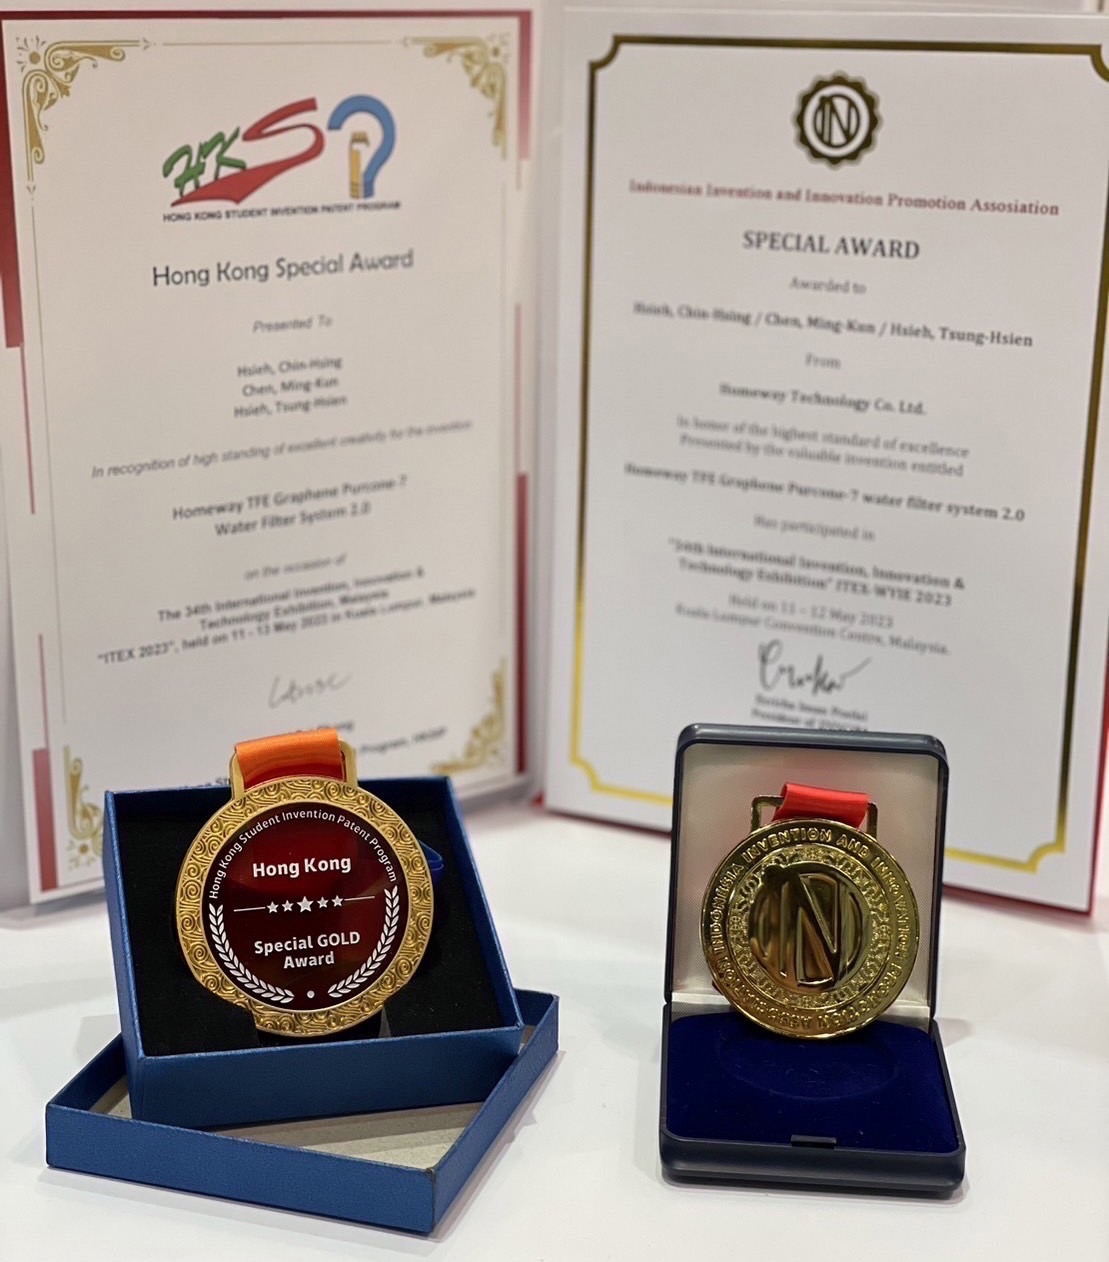 HKS
HONG KONG STUDENT INVENTION PATENT PROGRAM
Hong Kong Special Award
Presented To
Hsieh, Chin-Hsing
Chen, Ming-Kun
Hsieh, Tsung-Hsien
In recognition of high standing of excellent creativity for the invention
Homeway TFE Graphene Purcone-7
Water Filter System 2.0
on the occasion of
The 34th International Invention, Innovation &
Technology Exhibition, Malaysia
"ITEX 2023", held on 11 - 13 May 2023 in Kuala Lumpur, Malaysia
Program, HKSIP
IN
Indonesian Invention and Innovation Promotion Assosiation
SPECIAL AWARD
Awarded to
Hsieh, Chin-Hsing / Chen, Ming-Kun / Hsieh, Tsung-Hsien
From
Homeway Technology Co. Ltd.
In honor of the highest standard of excellence
Presented by the valuable invention entitled
Homeway TFE Graphene Purcone-7 water filter system 2.0
Has participated in
"34th International Invention, Innovation &
Technology Exhibition" ITEX-WYIE 2023
Held on 11 - 12 May 2023
Kuala Lumpur Convention Centre, Malaysia.
President of
Hong Kong Student Invention Patent Program
Hong Kong
Special GOLD
Award
INDONESIA INVENTION AND INNOVATION PROMOTION
IN